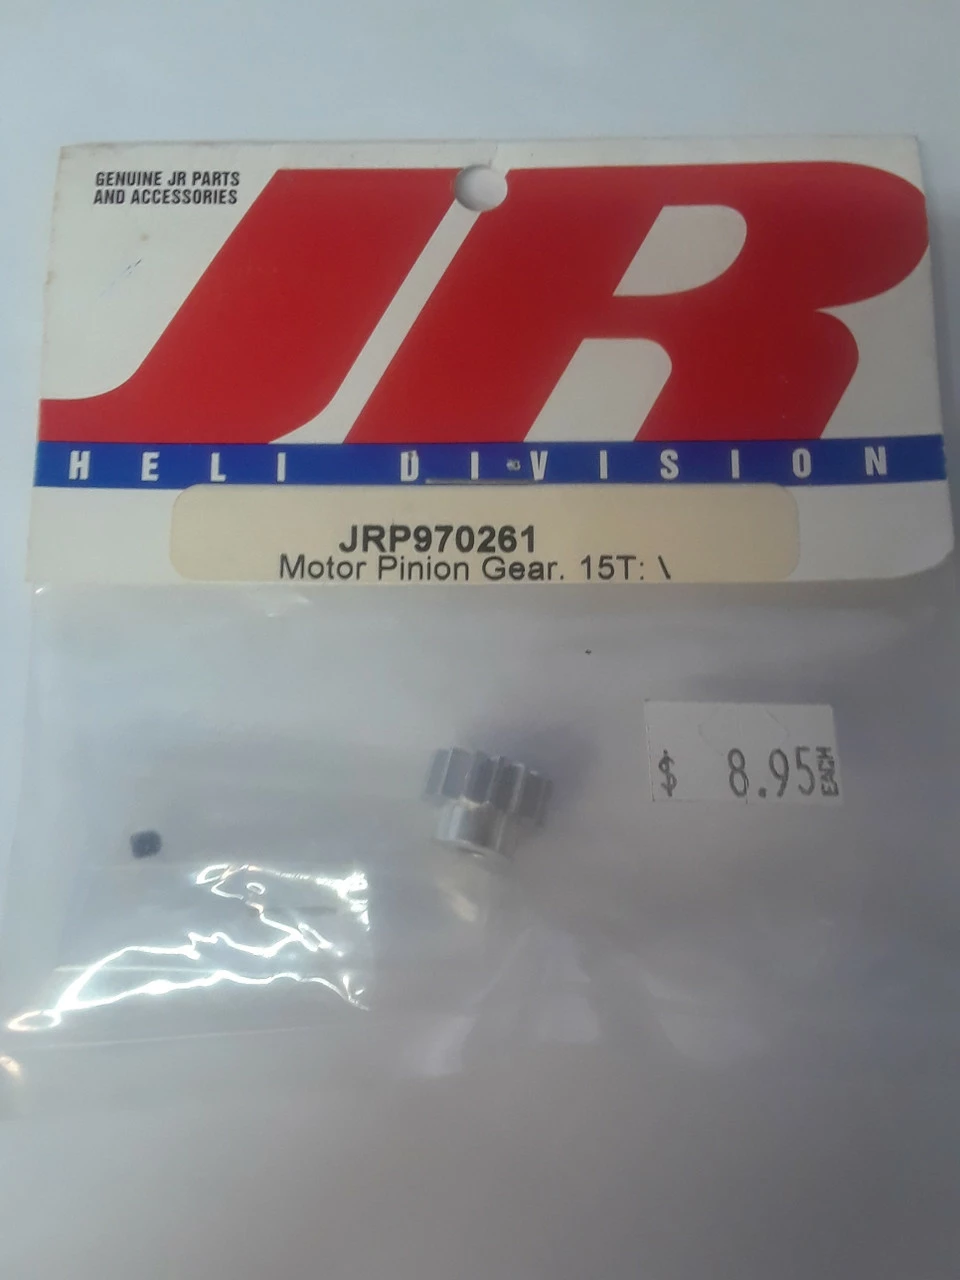 GENUINE JR PARTS
AND ACCESSORIES
JR
HELI DIVISION
JRP970261
Motor Pinion Gear. 15T: \
$ 8.95 EACH